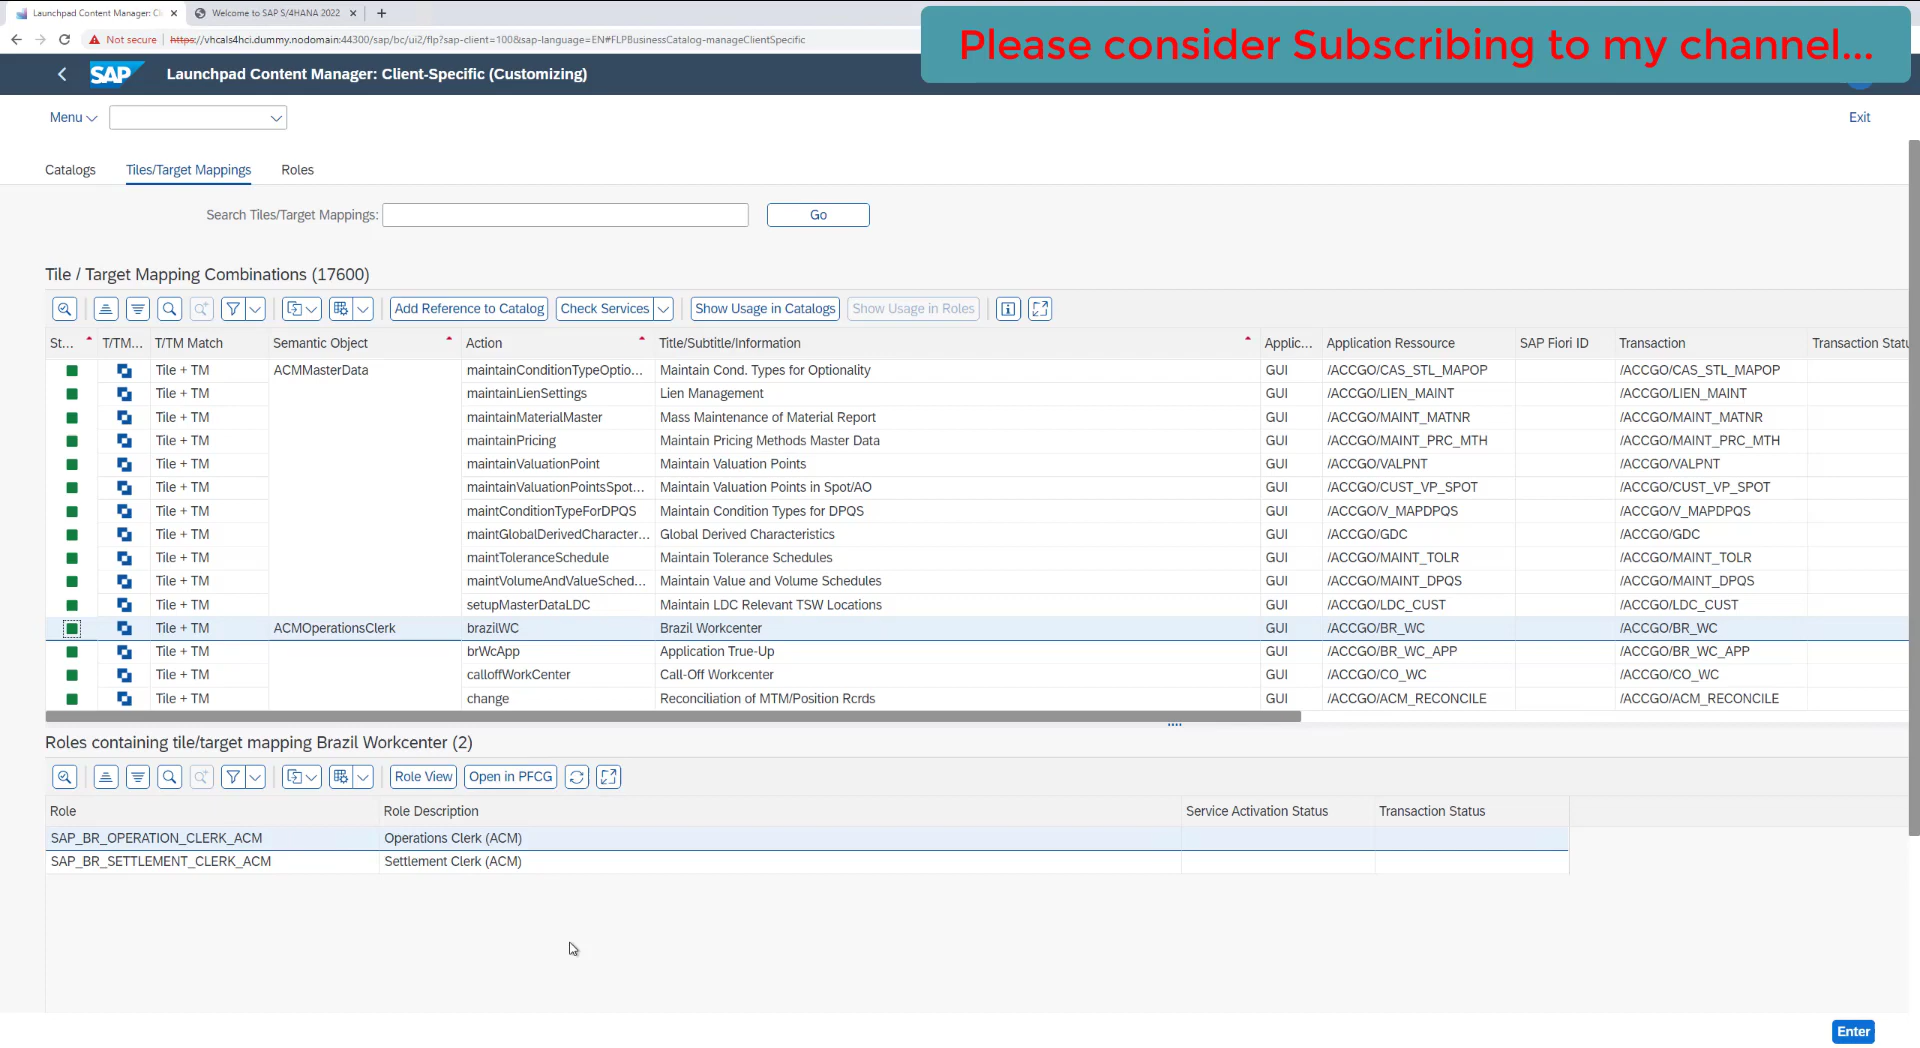 Launchpad Content Manager: Cli
Welcome to SAP S/4HANA 2022
Not secure
https://vhcals4hci.dummy.nodomain:44300/sap/bc/ui2/flp?sap-client=100&sap-language=EN#FLPBusinessCatalog-manageClientSpecific
Please consider Subscribing to my channel...
SAP
Launchpad Content Manager: Client-Specific (Customizing)
Menu
Exit
Catalogs
Tiles/Target Mappings
Roles
Search Tiles/Target Mappings:
Go
Tile / Target Mapping Combinations (17600)
Add Reference to Catalog
Check Services
Show Usage in Catalogs
Show Usage in Roles
St... T/TM... T/TM Match Semantic Object Action Title/Subtitle/Information Applic... Application Ressource SAP Fiori ID Transaction Transaction Statu
Tile + TM ACMMasterData maintainConditionTypeOptio... Maintain Cond. Types for Optionality GUI /ACCGO/CAS_STL_MAPOP /ACCGO/CAS_STL_MAPOP
Tile + TM maintainLienSettings Lien Management GUI /ACCGO/LIEN_MAINT /ACCGO/LIEN_MAINT
Tile + TM maintainMaterialMaster Mass Maintenance of Material Report GUI /ACCGO/MAINT_MATNR /ACCGO/MAINT_MATNR
Tile + TM maintainPricing Maintain Pricing Methods Master Data GUI /ACCGO/MAINT_PRC_MTH /ACCGO/MAINT_PRC_MTH
Tile + TM maintainValuationPoint Maintain Valuation Points GUI /ACCGO/VALPNT /ACCGO/VALPNT
Tile + TM maintainValuationPointsSpot... Maintain Valuation Points in Spot/AO GUI /ACCGO/CUST_VP_SPOT /ACCGO/CUST_VP_SPOT
Tile + TM maintConditionTypeForDPQS Maintain Condition Types for DPQS GUI /ACCGO/V_MAPDPQS /ACCGO/V_MAPDPQS
Tile + TM maintGlobalDerivedCharacter... Global Derived Characteristics GUI /ACCGO/GDC /ACCGO/GDC
Tile + TM maintToleranceSchedule Maintain Tolerance Schedules GUI /ACCGO/MAINT_TOLR /ACCGO/MAINT_TOLR
Tile + TM maintVolumeAndValueSched... Maintain Value and Volume Schedules GUI /ACCGO/MAINT_DPQS /ACCGO/MAINT_DPQS
Tile + TM setupMasterDataLDC Maintain LDC Relevant TSW Locations GUI /ACCGO/LDC_CUST /ACCGO/LDC_CUST
Tile + TM ACMOperationsClerk brazilWC Brazil Workcenter GUI /ACCGO/BR_WC /ACCGO/BR_WC
Tile + TM brWcApp Application True-Up GUI /ACCGO/BR_WC_APP /ACCGO/BR_WC_APP
Tile + TM calloffWorkCenter Call-Off Workcenter GUI /ACCGO/CO_WC /ACCGO/CO_WC
Tile + TM change Reconciliation of MTM/Position Rcrds GUI /ACCGO/ACM_RECONCILE /ACCGO/ACM_RECONCILE
Roles containing tile/target mapping Brazil Workcenter (2)
Role View
Open in PFCG
Role Role Description Service Activation Status Transaction Status
SAP_BR_OPERATION_CLERK_ACM Operations Clerk (ACM)
SAP_BR_SETTLEMENT_CLERK_ACM Settlement Clerk (ACM)
Enter